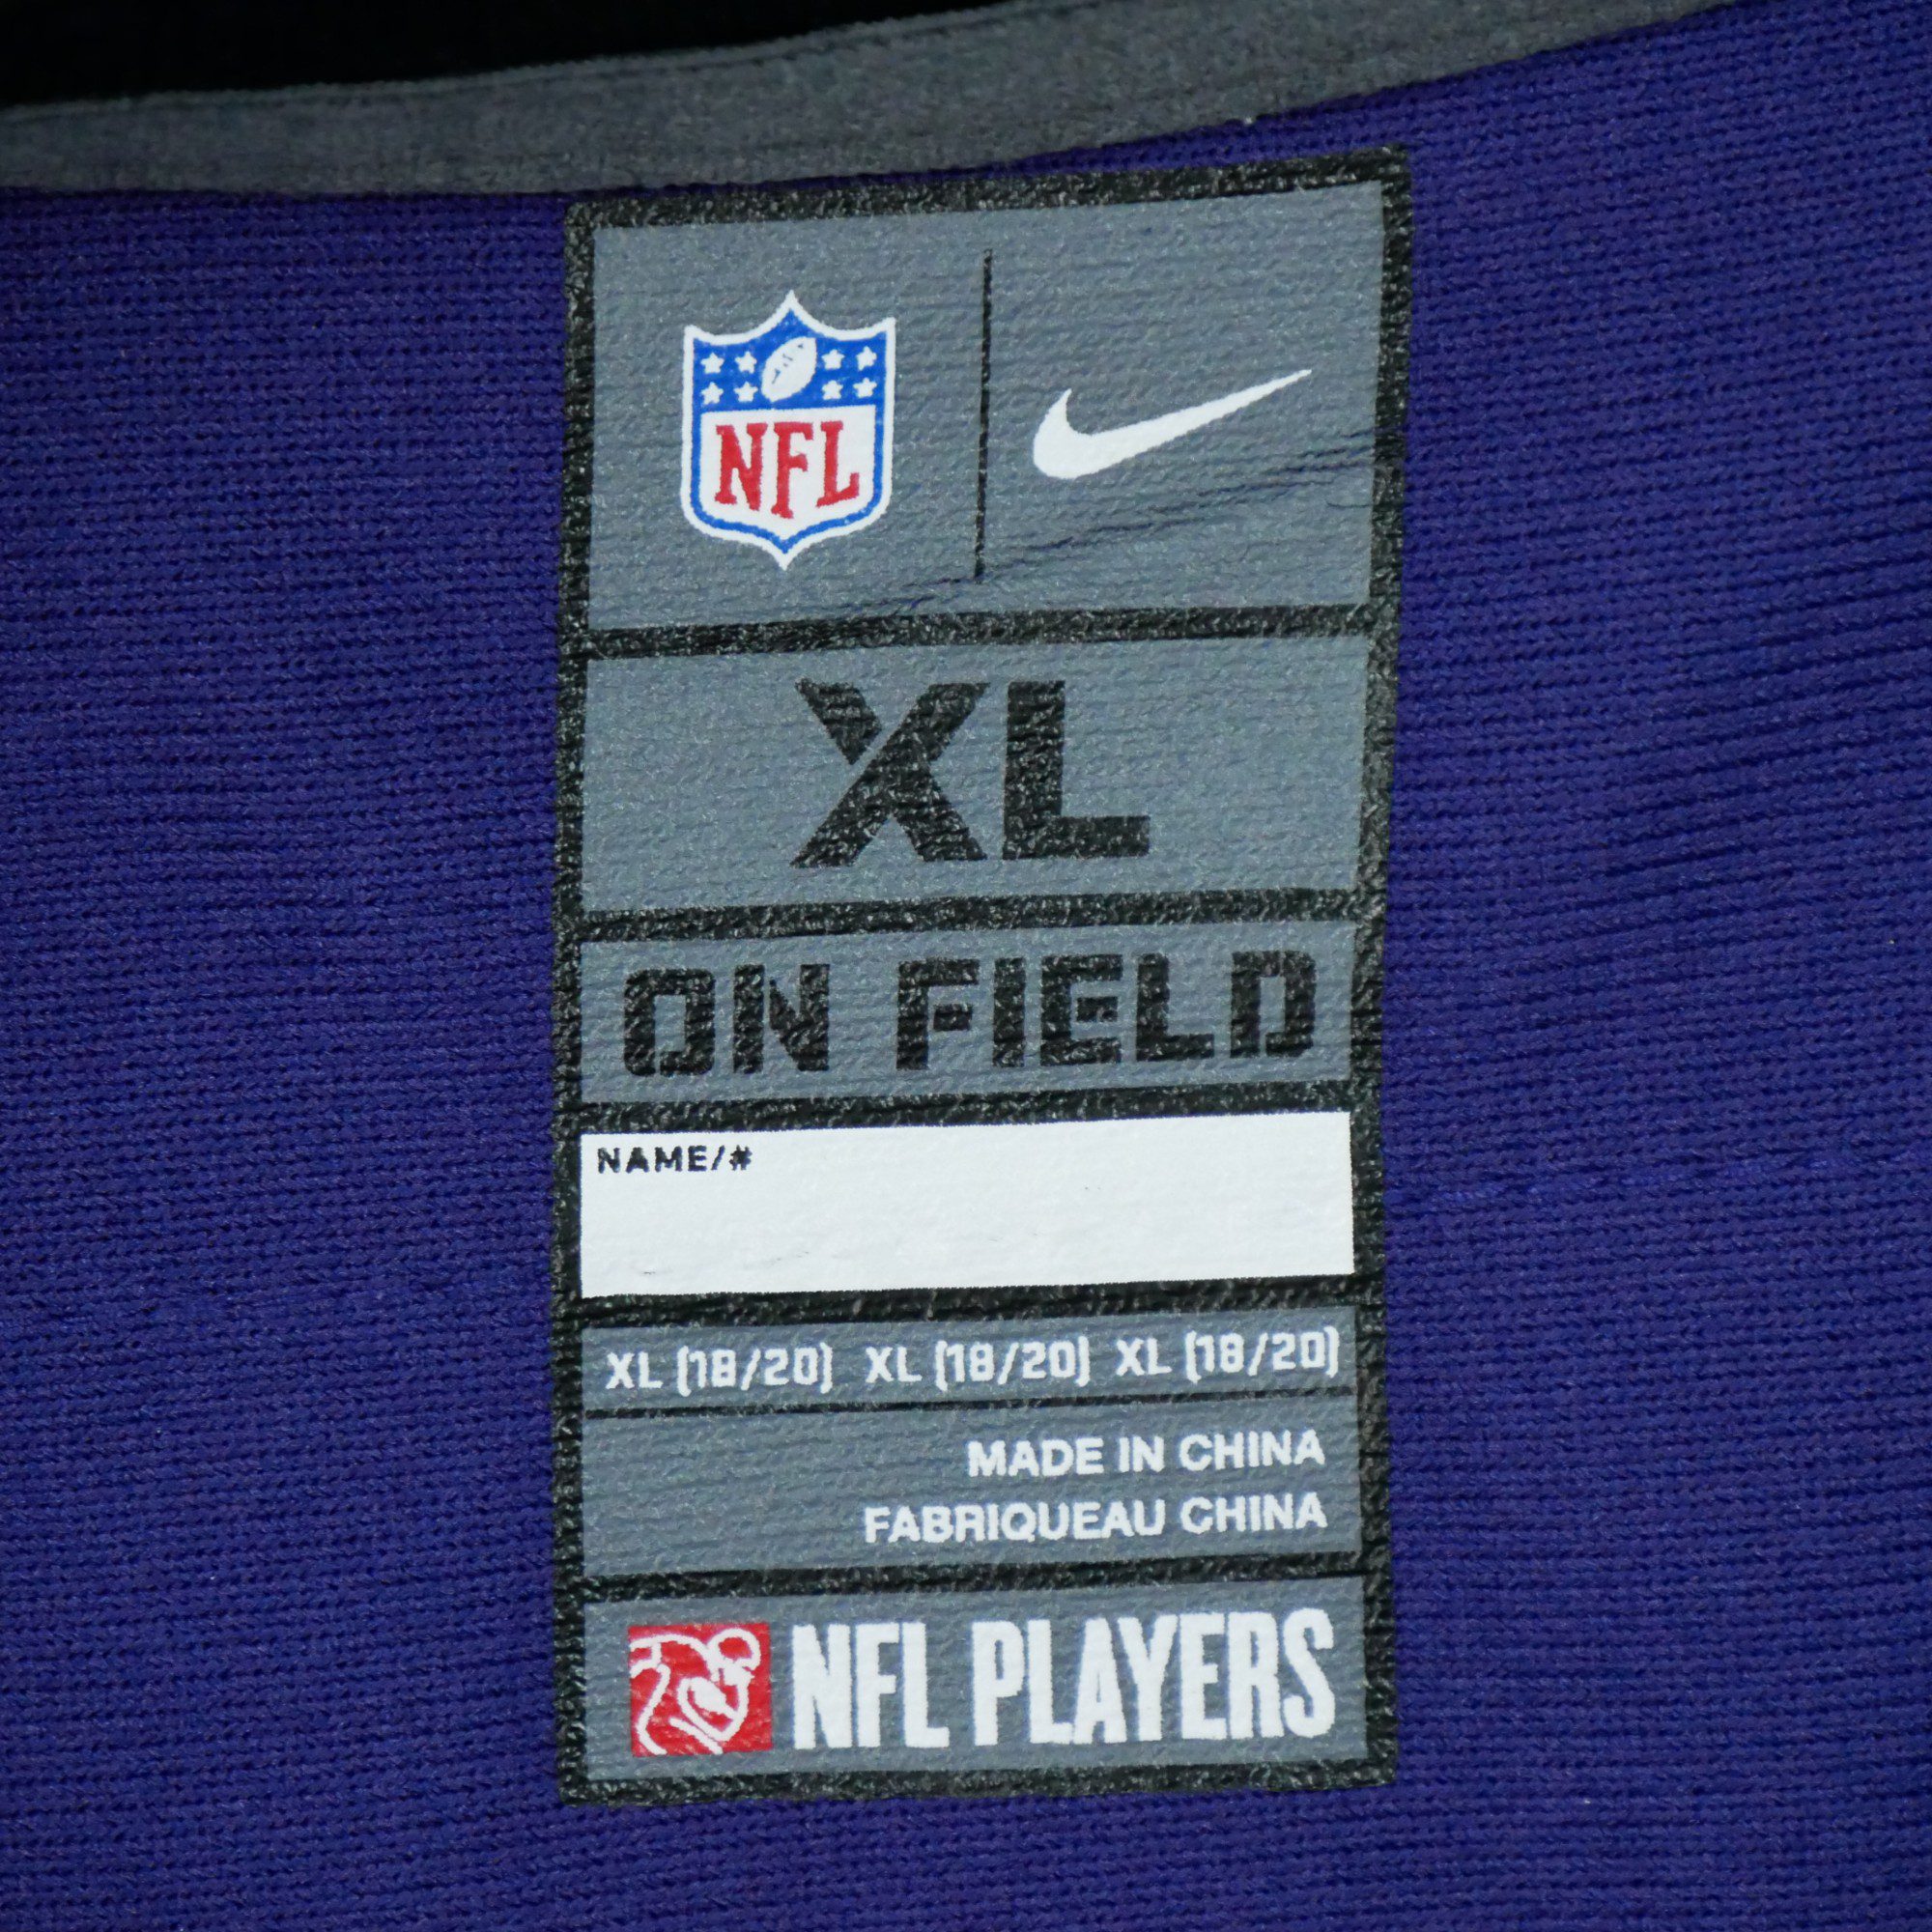 NFL
XL
ON FIELD
NAME/#
XL (18/20) XL (18/20) XL (18/20)
MADE IN CHINA
FABRIQUEAU CHINA
NFL PLAYERS